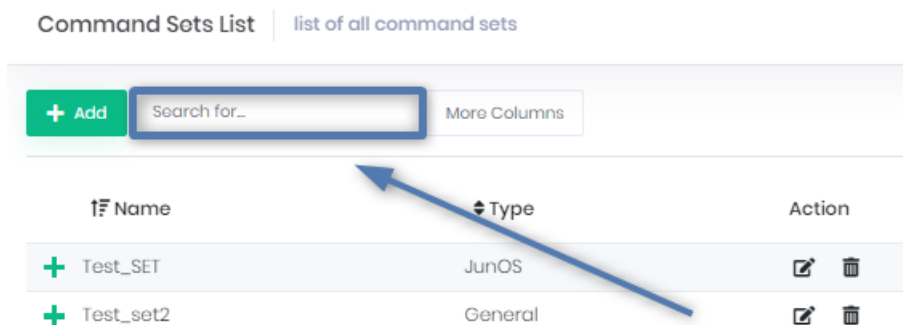 Command Sets List list of all command sets
Add Search for... More Columns
Name Type Action
Test_SET JunOS
Test_set2 General